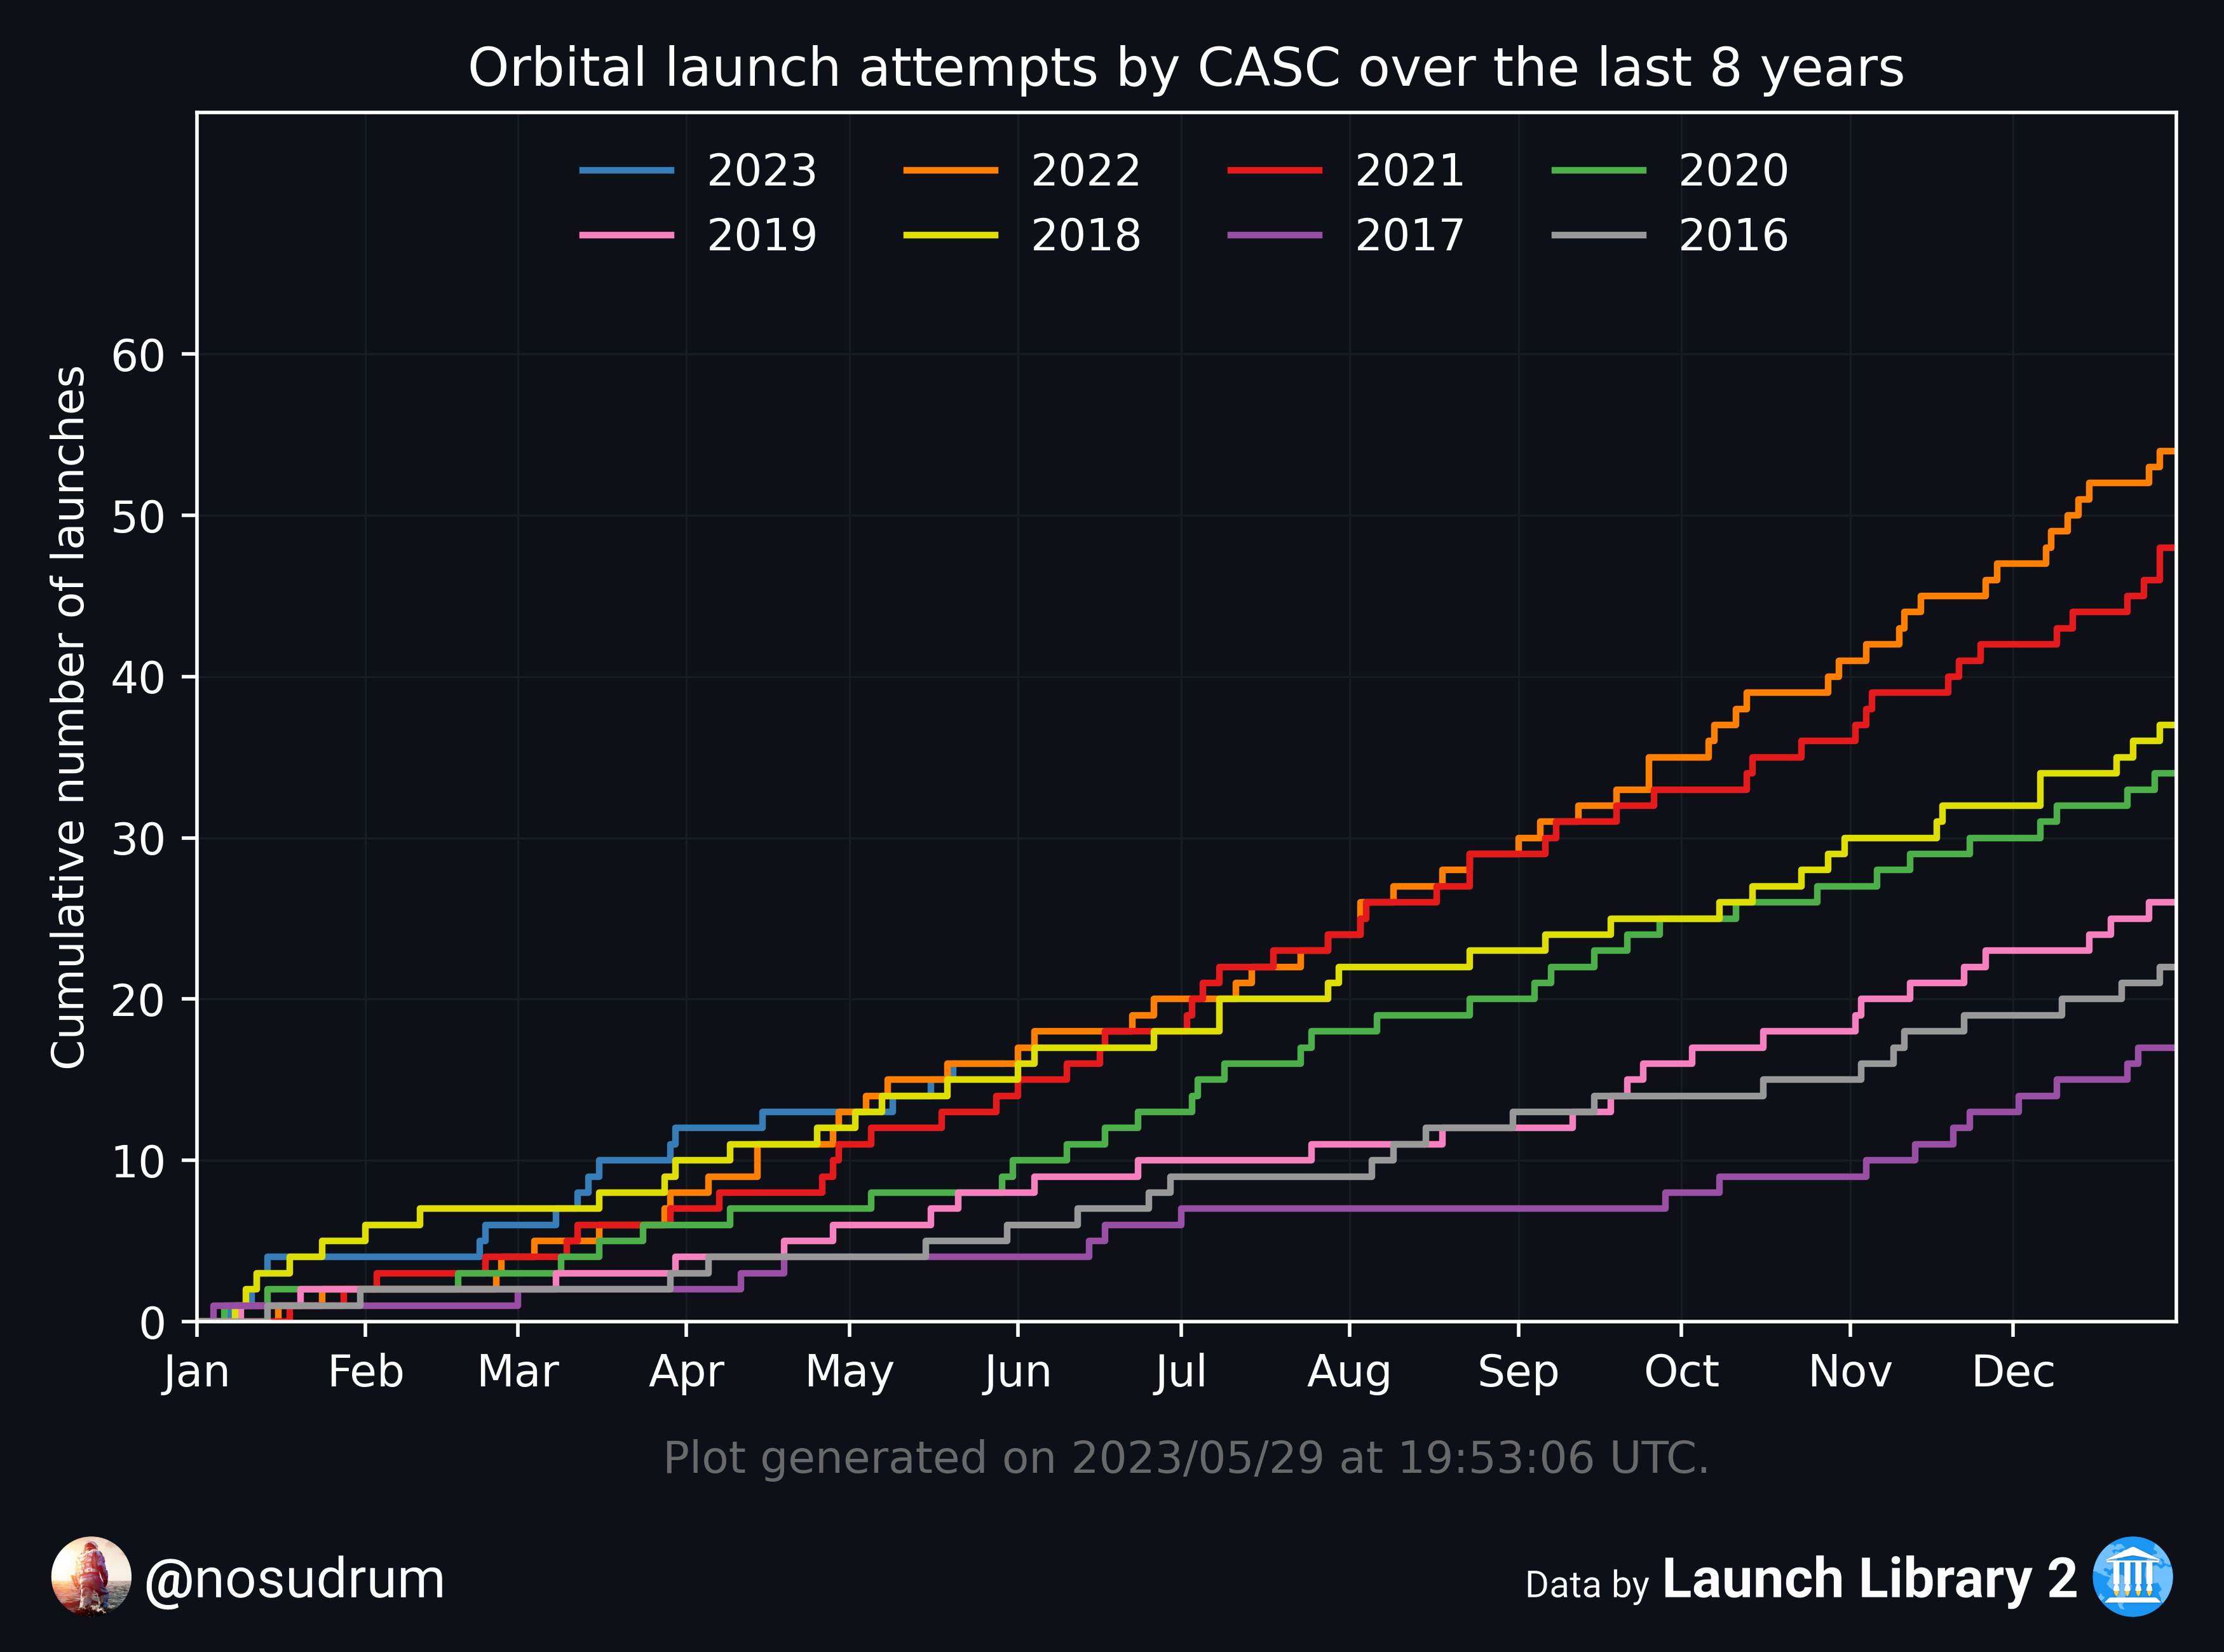 Orbital launch attempts by CASC over the last 8 years
2023 2022 2021 2020
2019 2018 2017 2016
Cumulative number of launches
60
50
40
30
20
10
0
Jan Feb Mar Apr May Jun Jul Aug Sep Oct Nov Dec
Plot generated on 2023/05/29 at 19:53:06 UTC.
@nosudrum
Data by Launch Library 2